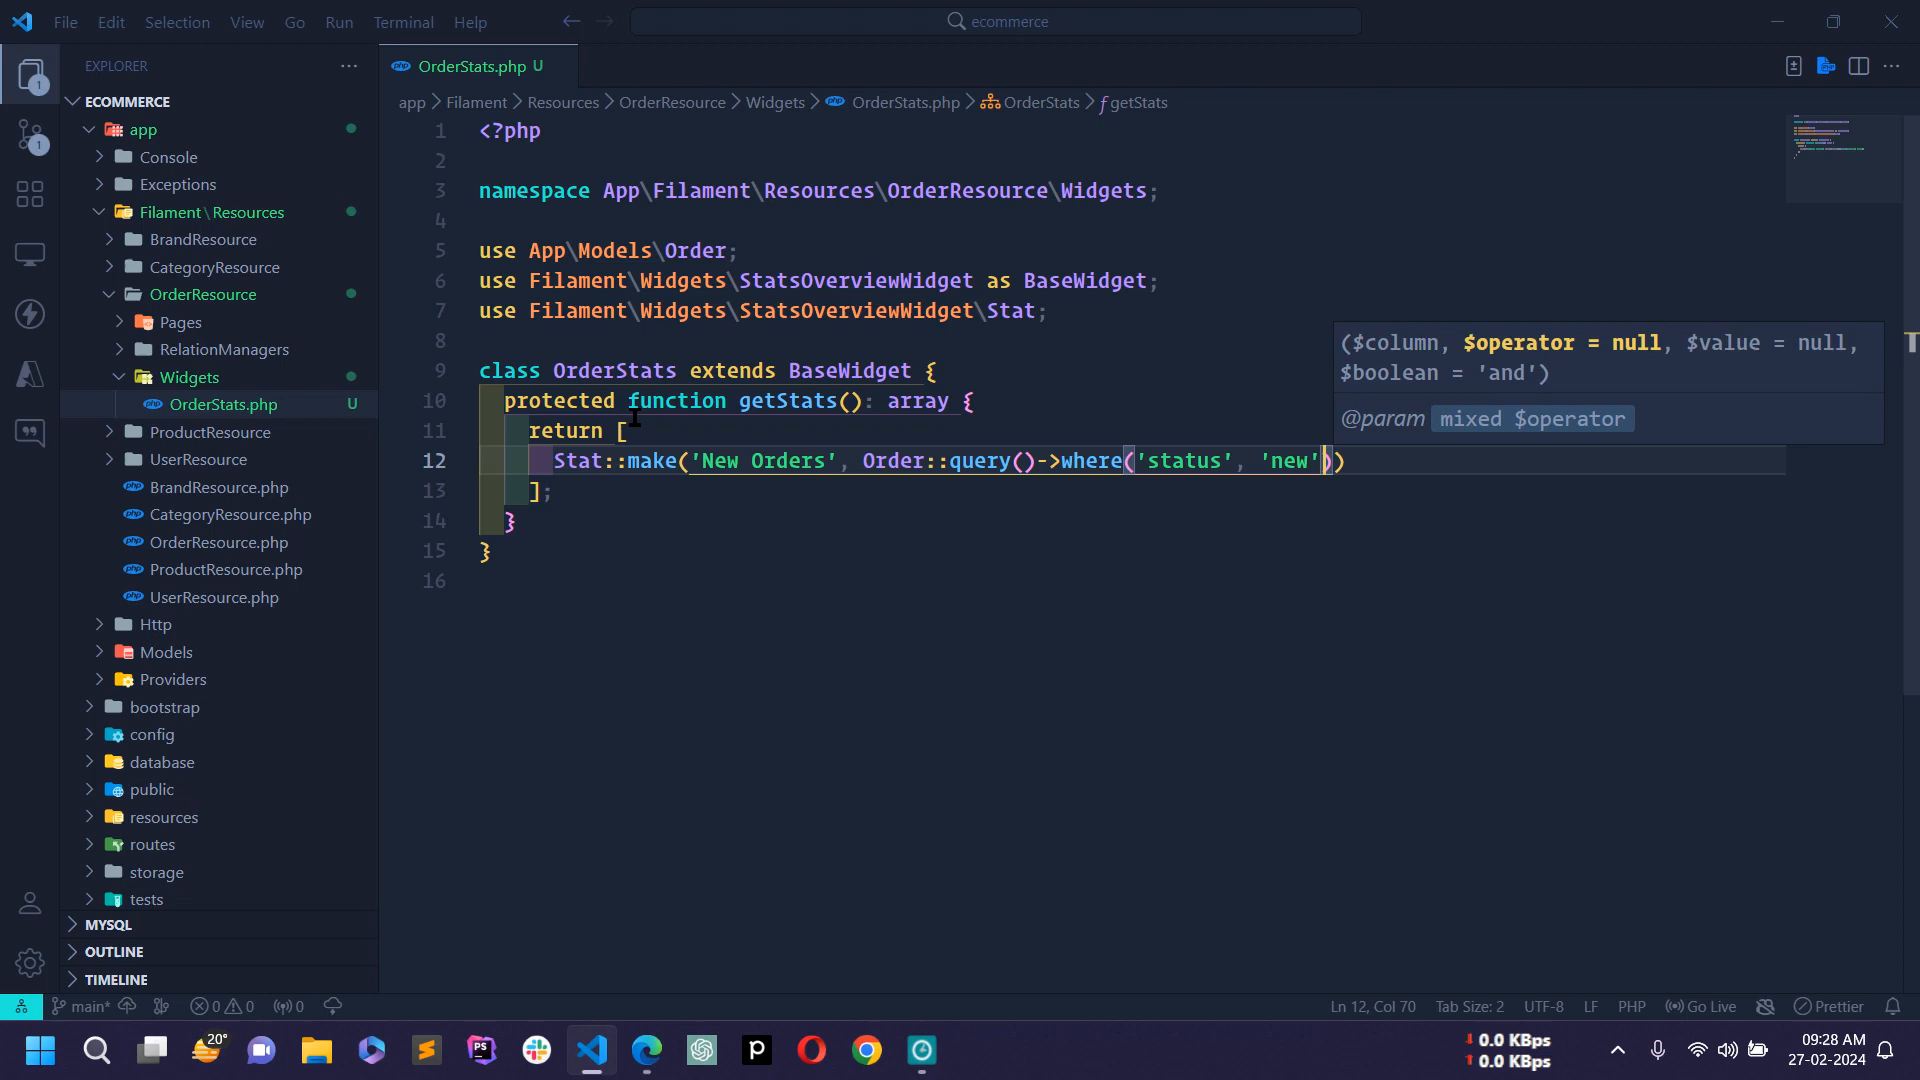 File Edit Selection View Go Run Terminal Help
ecommerce
EXPLORER
OrderStats.php U
1
1
ECOMMERCE
app
Console
Exceptions
Filament\Resources
BrandResource
CategoryResource
OrderResource
Pages
RelationManagers
Widgets
OrderStats.php U
ProductResource
UserResource
BrandResource.php
CategoryResource.php
OrderResource.php
ProductResource.php
UserResource.php
Http
Models
Providers
bootstrap
config
database
public
resources
routes
storage
tests
MYSQL
OUTLINE
TIMELINE
app > Filament > Resources > OrderResource > Widgets > OrderStats.php > OrderStats > getStats
1 <?php
2
3 namespace App\Filament\Resources\OrderResource\Widgets;
4
5 use App\Models\Order;
6 use Filament\Widgets\StatsOverviewWidget as BaseWidget;
7 use Filament\Widgets\StatsOverviewWidget\Stat;
8
9 class OrderStats extends BaseWidget {
10 protected function getStats(): array {
11 return [
12 Stat::make('New Orders', Order::query()->where('status', 'new'))
13 ];
14 }
15 }
16
($column, $operator = null, $value = null,
$boolean = 'and')
@param mixed $operator
main* 0 0 0 Ln 12, Col 70 Tab Size: 2 UTF-8 LF PHP Go Live Prettier
20° PS P 0.0 KBps 09:28 AM
0.0 KBps 27-02-2024